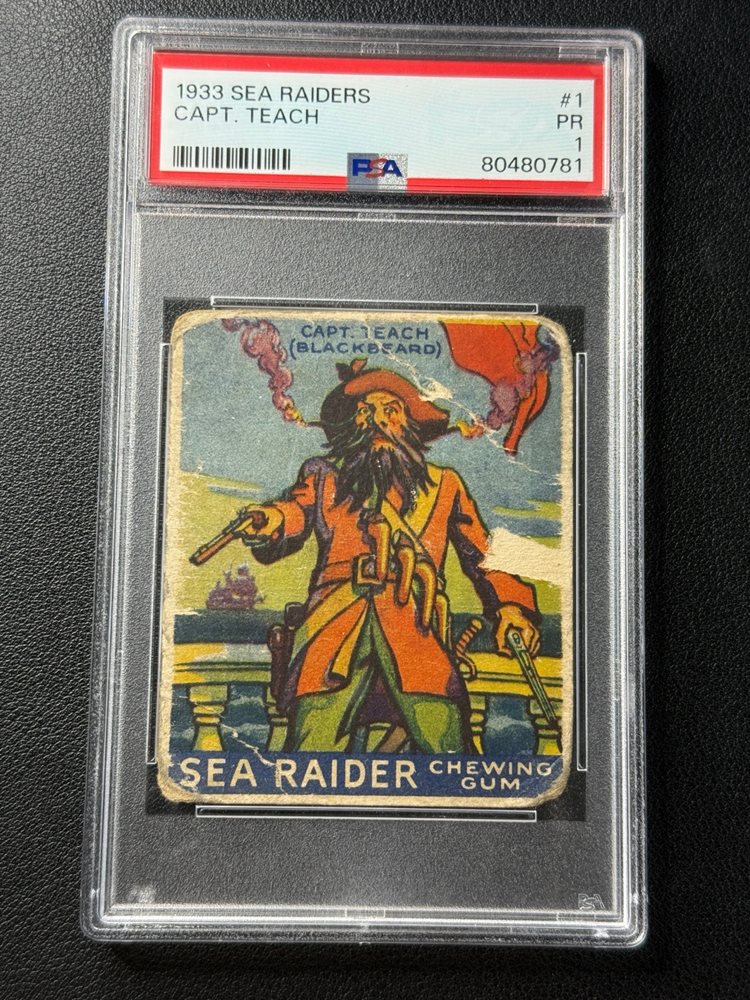 1933 SEA RAIDERS #1
CAPT. TEACH PR
1
PSA 80480781
CAPT. TEACH
(BLACKBEARD)
SEA RAIDER CHEWING
GUM